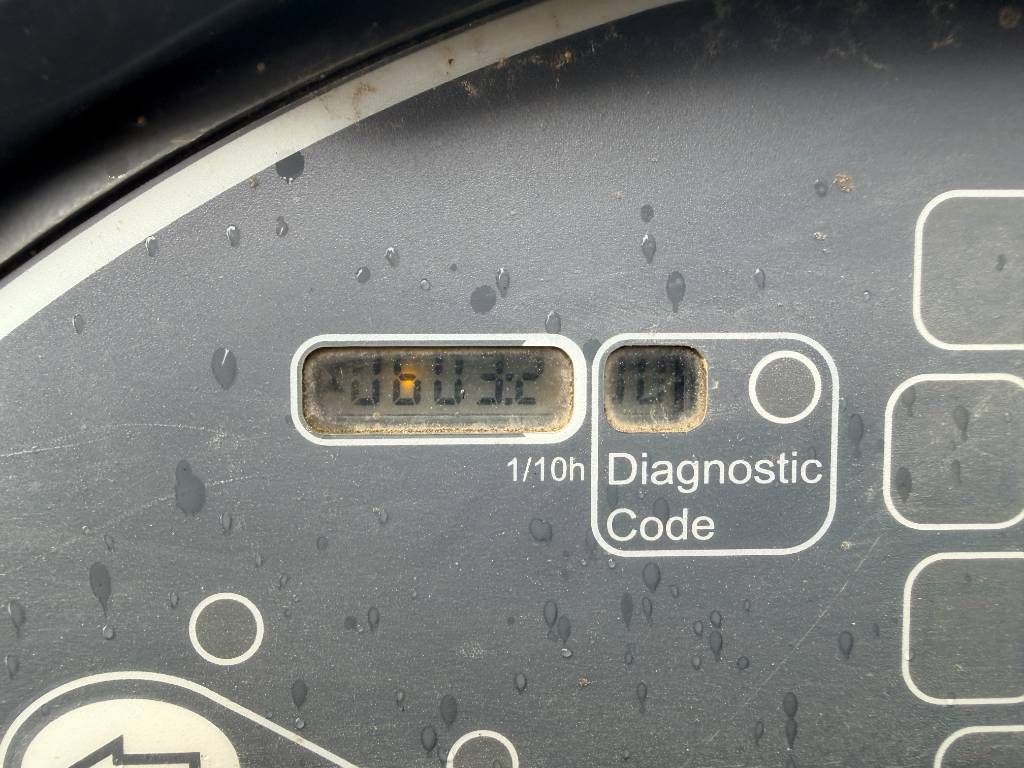 1/10h
Diagnostic
Code